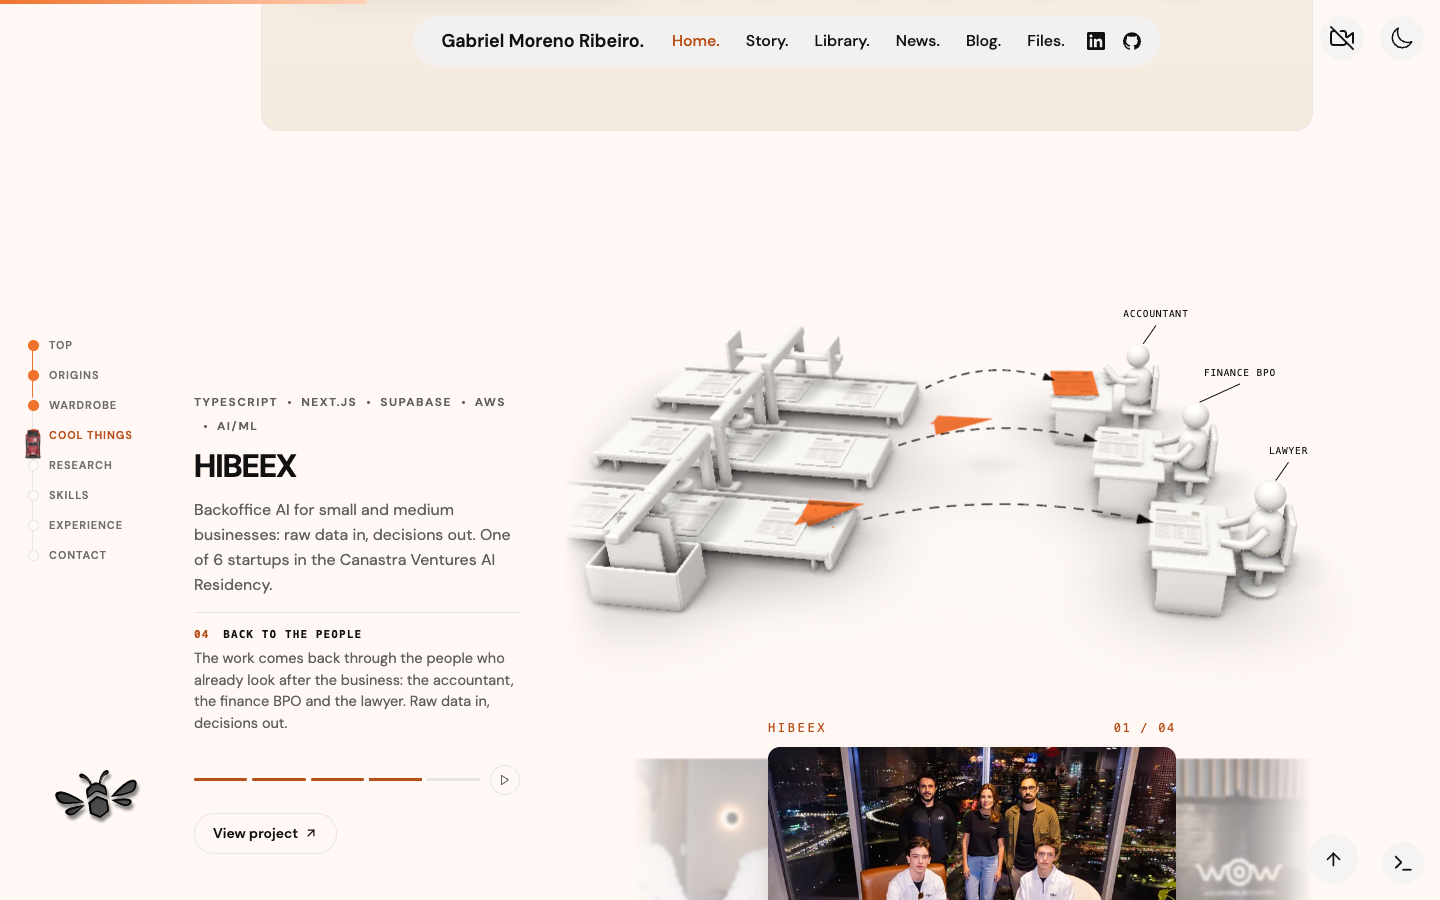 Gabriel Moreno Ribeiro. Home. Story. Library. News. Blog. Files.
ACCOUNTANT
FINANCE BPO
LAWYER
TOP
ORIGINS
WARDROBE
COOL THINGS
RESEARCH
SKILLS
EXPERIENCE
CONTACT
TYPESCRIPT • NEXT.JS • SUPABASE • AWS
• AI/ML
HIBEEX
Backoffice AI for small and medium
businesses: raw data in, decisions out. One
of 6 startups in the Canastra Ventures AI
Residency.
04 BACK TO THE PEOPLE
The work comes back through the people who
already look after the business: the accountant,
the finance BPO and the lawyer. Raw data in,
decisions out.
View project
HIBEEX 01 / 04
WOW